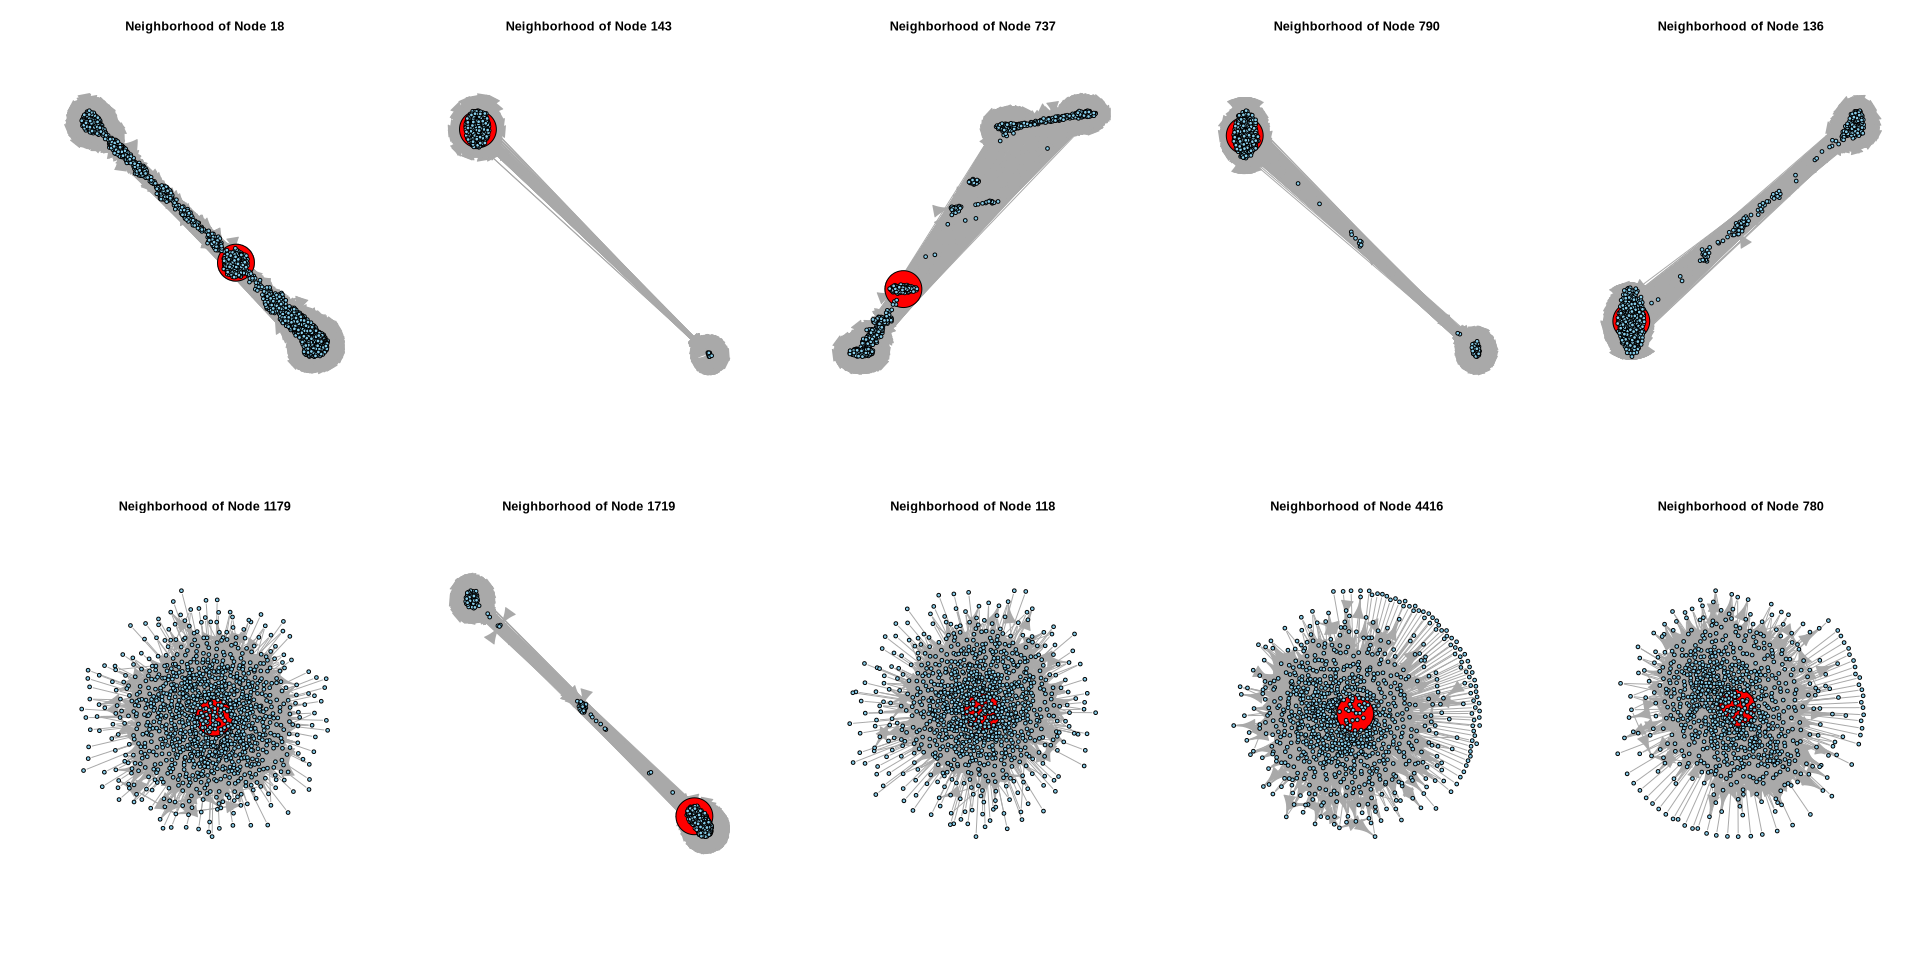 Neighborhood of Node 18
Neighborhood of Node 143
Neighborhood of Node 737
Neighborhood of Node 790
Neighborhood of Node 136
Neighborhood of Node 1179
Neighborhood of Node 1719
Neighborhood of Node 118
Neighborhood of Node 4416
Neighborhood of Node 780